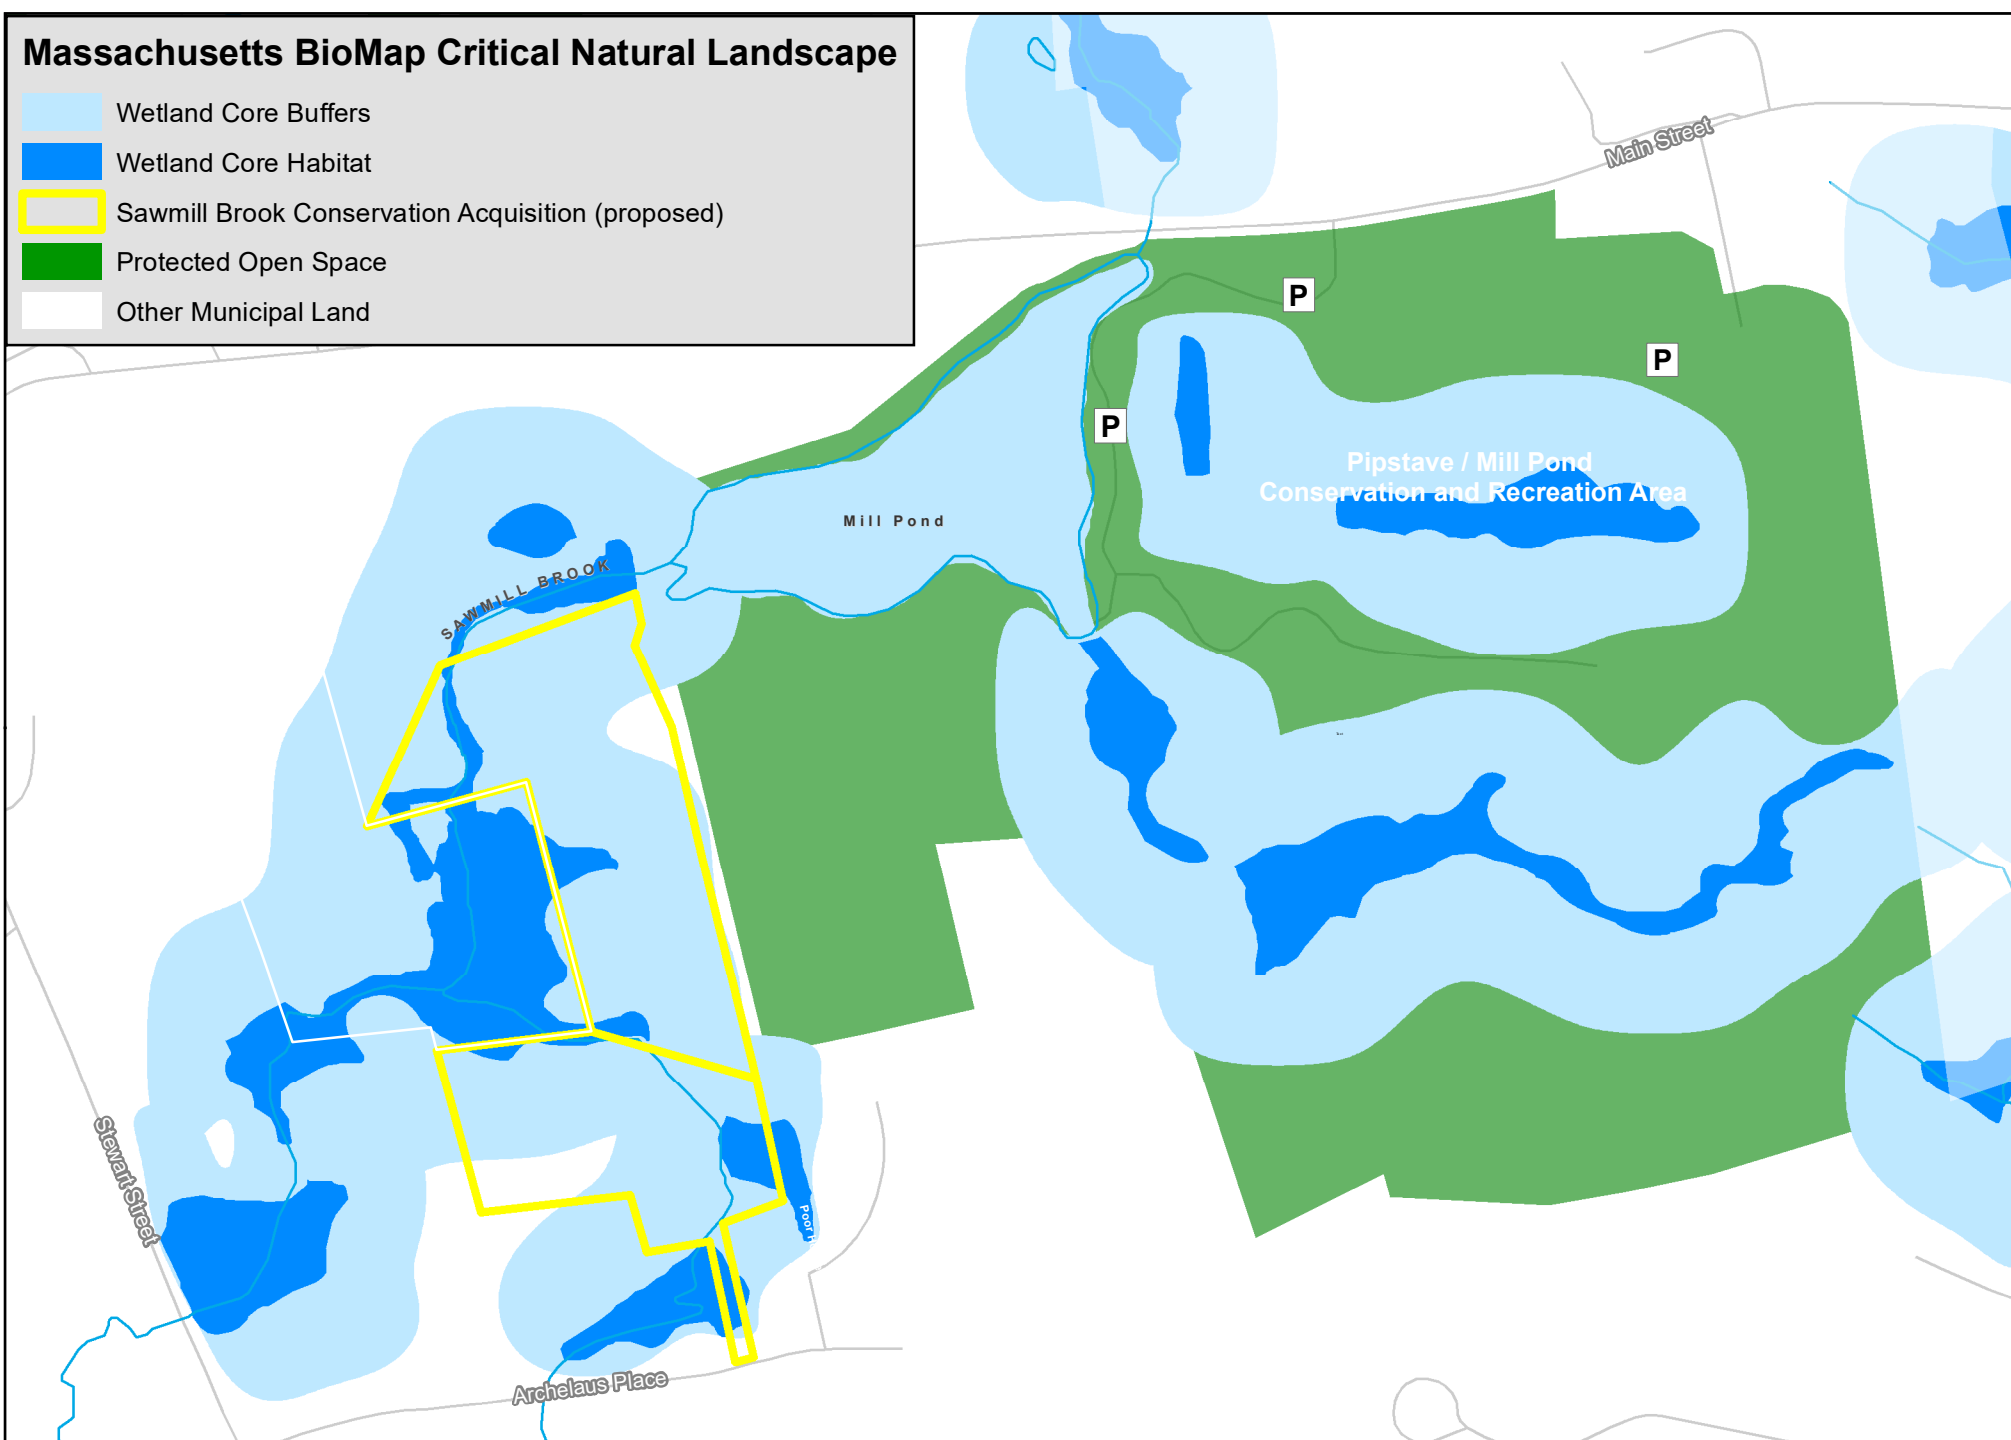 Massachusetts BioMap Critical Natural Landscape
Wetland Core Buffers
Wetland Core Habitat
Sawmill Brook Conservation Acquisition (proposed)
Protected Open Space
Other Municipal Land
Main Street
P
P
P
Pipstave / Mill Pond
Conservation and Recreation Area
Mill Pond
SAWMILL BROOK
Stewart Street
Poor
Archelaus Place